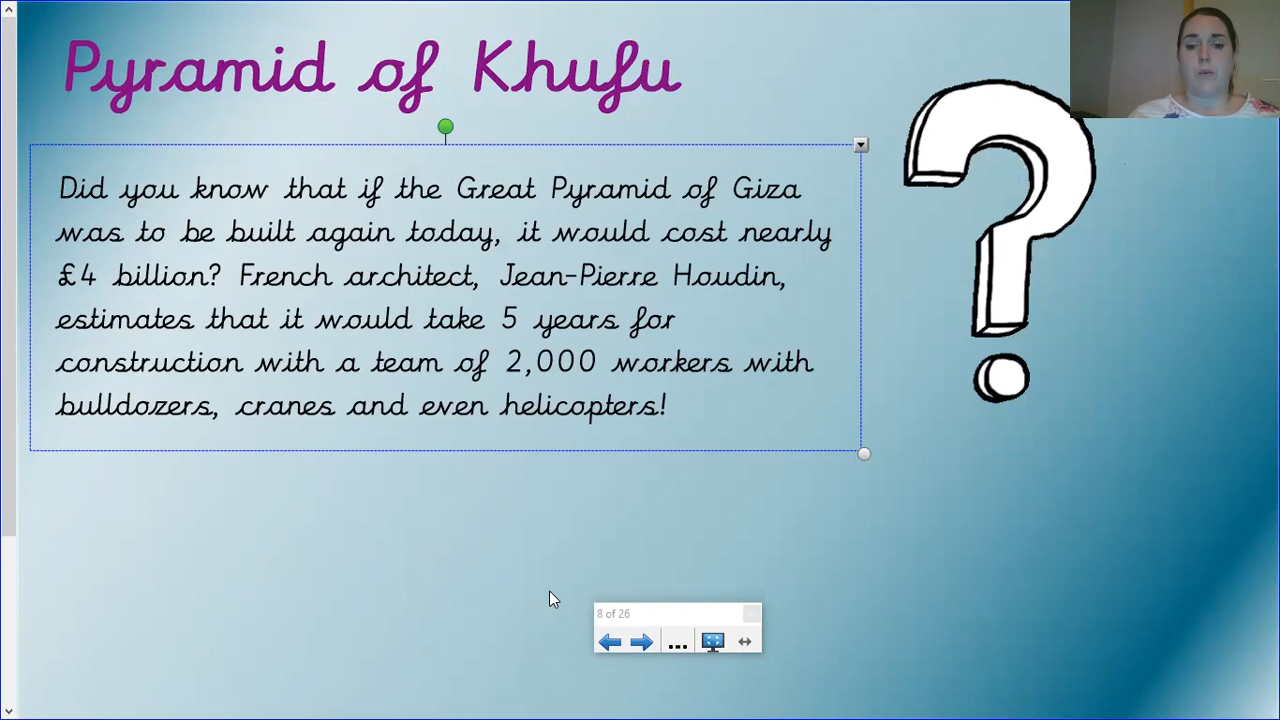 Pyramid of Khufu
Did you know that if the Great Pyramid of Giza
was to be built again today, it would cost nearly
£4 billion? French architect, Jean-Pierre Houdin,
estimates that it would take 5 years for
construction with a team of 2,000 workers with
bulldozers, cranes and even helicopters!
?
8 of 26
...